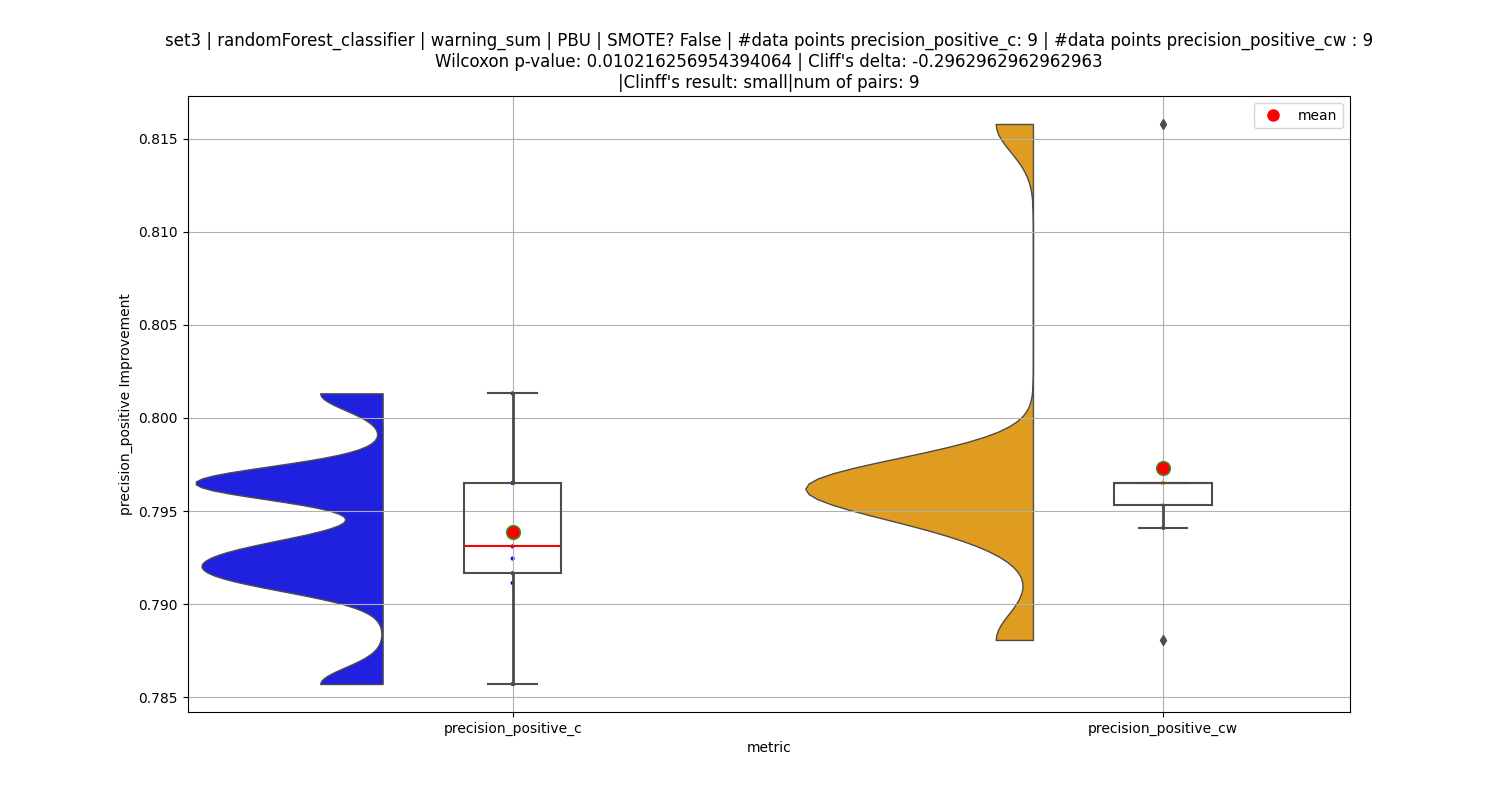 set3 | randomForest_classifier | warning_sum | PBU | SMOTE? False | #data points precision_positive_c: 9 | #data points precision_positive_cw : 9
Wilcoxon p-value: 0.010216256954394064 | Cliff's delta: -0.2962962962962963
|Clinff's result: small|num of pairs: 9
mean
0.815
0.810
0.805
0.800
0.795
0.790
0.785
precision_positive Improvement
precision_positive_c
precision_positive_cw
metric